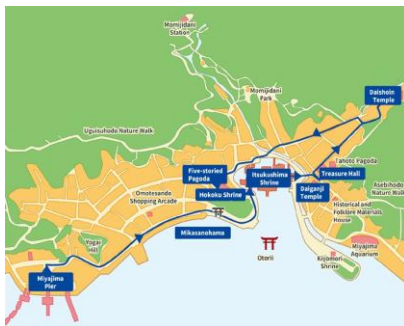 Momijidani
Station
Momijidani
Park
Daishoin
Temple
Uguisuhodo Nature Walk
Five-storied
Pagoda
Tahoto Pagoda
Hokoku Shrine
Itsukushima
Shrine
Treasure Hall
Daiganji
Temple
Asebihodo
Nature Walk
Omotesando
Shopping Arcade
Historical and
Folklore Materials
House
Mikasanohama
Yogai
Hill
Otorii
Miyajima
Aquarium
Kiyomori
Shrine
Miyajima
Pier